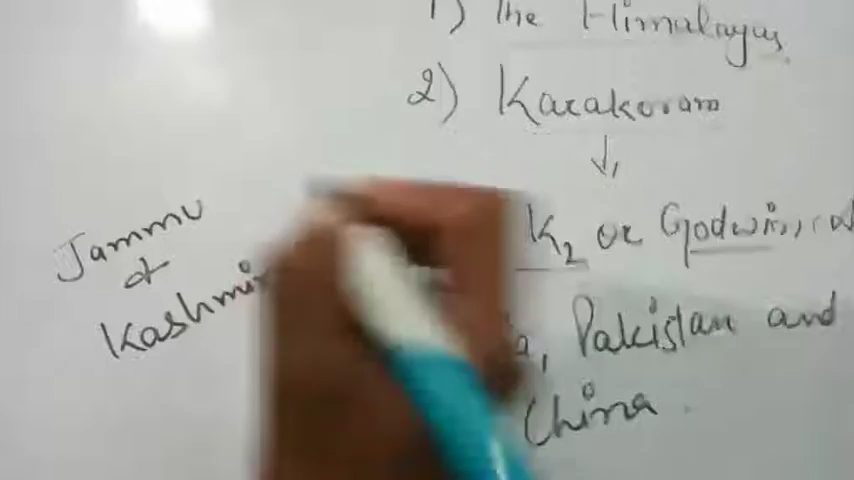 1) The Himalayas
2) Karakoram
↓
K2 or Godwin
Pakistan and
China.
Jammu
&
Kashmir